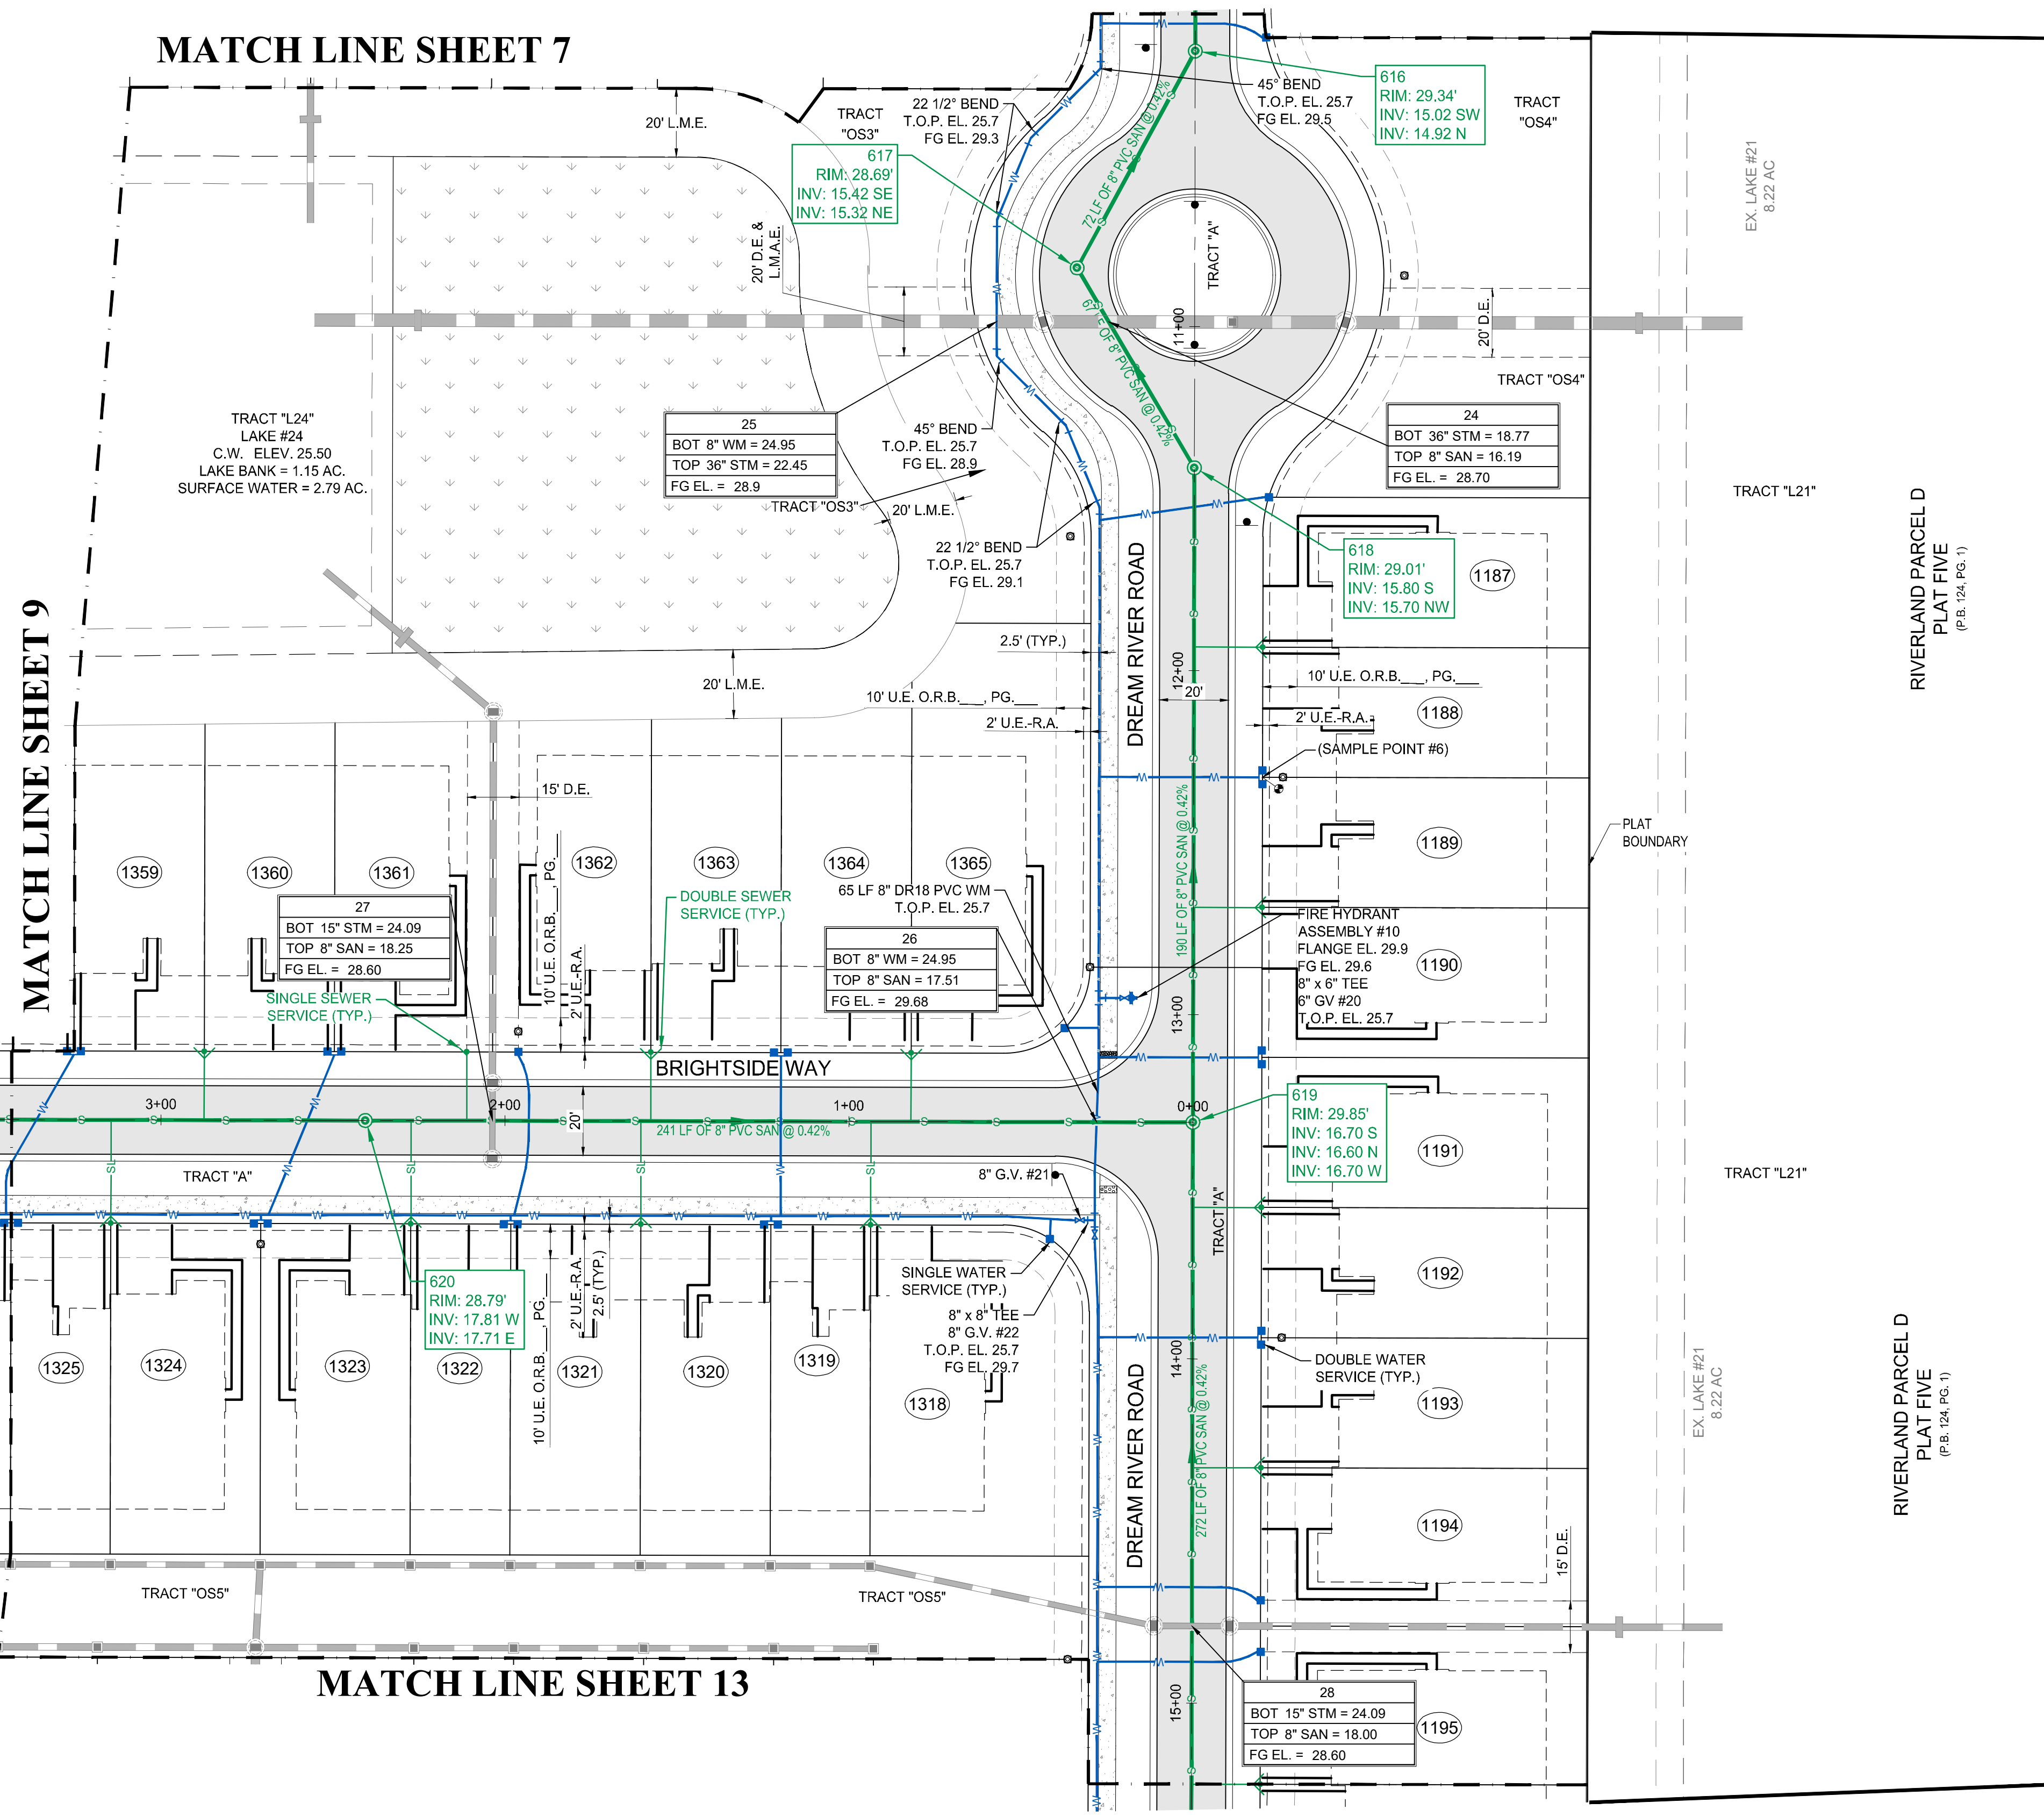 MATCH LINE SHEET 7
20' L.M.E.
TRACT
"OS3"
22 1/2° BEND
T.O.P. EL. 25.7
FG EL. 29.3
45° BEND
T.O.P. EL. 25.7
FG EL. 29.5
616
RIM: 29.34'
INV: 15.02 SW
INV: 14.92 N
TRACT
"OS4"
EX. LAKE #21
8.22 AC
617
RIM: 28.69'
INV: 15.42 SE
INV: 15.32 NE
72 LF OF 8" PVC SAN @ 0.42%
20' D.E. &
L.M.A.E.
TRACT "A"
11+00
67 LF OF 8" PVC SAN @ 0.42%
20' D.E.
TRACT "OS4"
TRACT "L24"
LAKE #24
C.W. ELEV. 25.50
LAKE BANK = 1.15 AC.
SURFACE WATER = 2.79 AC.
25
BOT 8" WM = 24.95
TOP 36" STM = 22.45
FG EL. = 28.9
45° BEND
T.O.P. EL. 25.7
FG EL. 28.9
24
BOT 36" STM = 18.77
TOP 8" SAN = 16.19
FG EL. = 28.70
TRACT "OS3"
20' L.M.E.
TRACT "L21"
22 1/2° BEND
T.O.P. EL. 25.7
FG EL. 29.1
618
RIM: 29.01'
INV: 15.80 S
INV: 15.70 NW
1187
RIVERLAND PARCEL D
PLAT FIVE
(P.B. 124, PG. 1)
MATCH LINE SHEET 9
DREAM RIVER ROAD
2.5' (TYP.)
12+00
20'
20' L.M.E.
10' U.E. O.R.B.___, PG.___
2' U.E.-R.A.
10' U.E. O.R.B.___, PG.___
2' U.E.-R.A.
1188
(SAMPLE POINT #6)
15' D.E.
190 LF OF 8" PVC SAN @ 0.42%
1189
PLAT
BOUNDARY
1359
1360
1361
1362
1363
1364
1365
10' U.E. O.R.B.___, PG.___
2' U.E.-R.A.
DOUBLE SEWER
SERVICE (TYP.)
65 LF 8" DR18 PVC WM
T.O.P. EL. 25.7
27
BOT 15" STM = 24.09
TOP 8" SAN = 18.25
FG EL. = 28.60
26
BOT 8" WM = 24.95
TOP 8" SAN = 17.51
FG EL. = 29.68
FIRE HYDRANT
ASSEMBLY #10
FLANGE EL. 29.9
FG EL. 29.6
8" x 6" TEE
6" GV #20
T.O.P. EL. 25.7
1190
SINGLE SEWER
SERVICE (TYP.)
13+00
BRIGHTSIDE WAY
3+00
2+00
1+00
0+00
20'
241 LF OF 8" PVC SAN @ 0.42%
619
RIM: 29.85'
INV: 16.70 S
INV: 16.60 N
INV: 16.70 W
1191
TRACT "A"
8" G.V. #21
TRACT "A"
TRACT "L21"
620
RIM: 28.79'
INV: 17.81 W
INV: 17.71 E
10' U.E. O.R.B.___, PG.___
2' U.E.-R.A.
2.5' (TYP.)
SINGLE WATER
SERVICE (TYP.)
8" x 8" TEE
8" G.V. #22
T.O.P. EL. 25.7
FG EL. 29.7
1192
1325
1324
1323
1322
1321
1320
1319
1318
DREAM RIVER ROAD
14+00
272 LF OF 8" PVC SAN @ 0.42%
DOUBLE WATER
SERVICE (TYP.)
1193
EX. LAKE #21
8.22 AC
RIVERLAND PARCEL D
PLAT FIVE
(P.B. 124, PG. 1)
1194
15' D.E.
TRACT "OS5"
TRACT "OS5"
MATCH LINE SHEET 13
15+00
28
BOT 15" STM = 24.09
TOP 8" SAN = 18.00
FG EL. = 28.60
1195